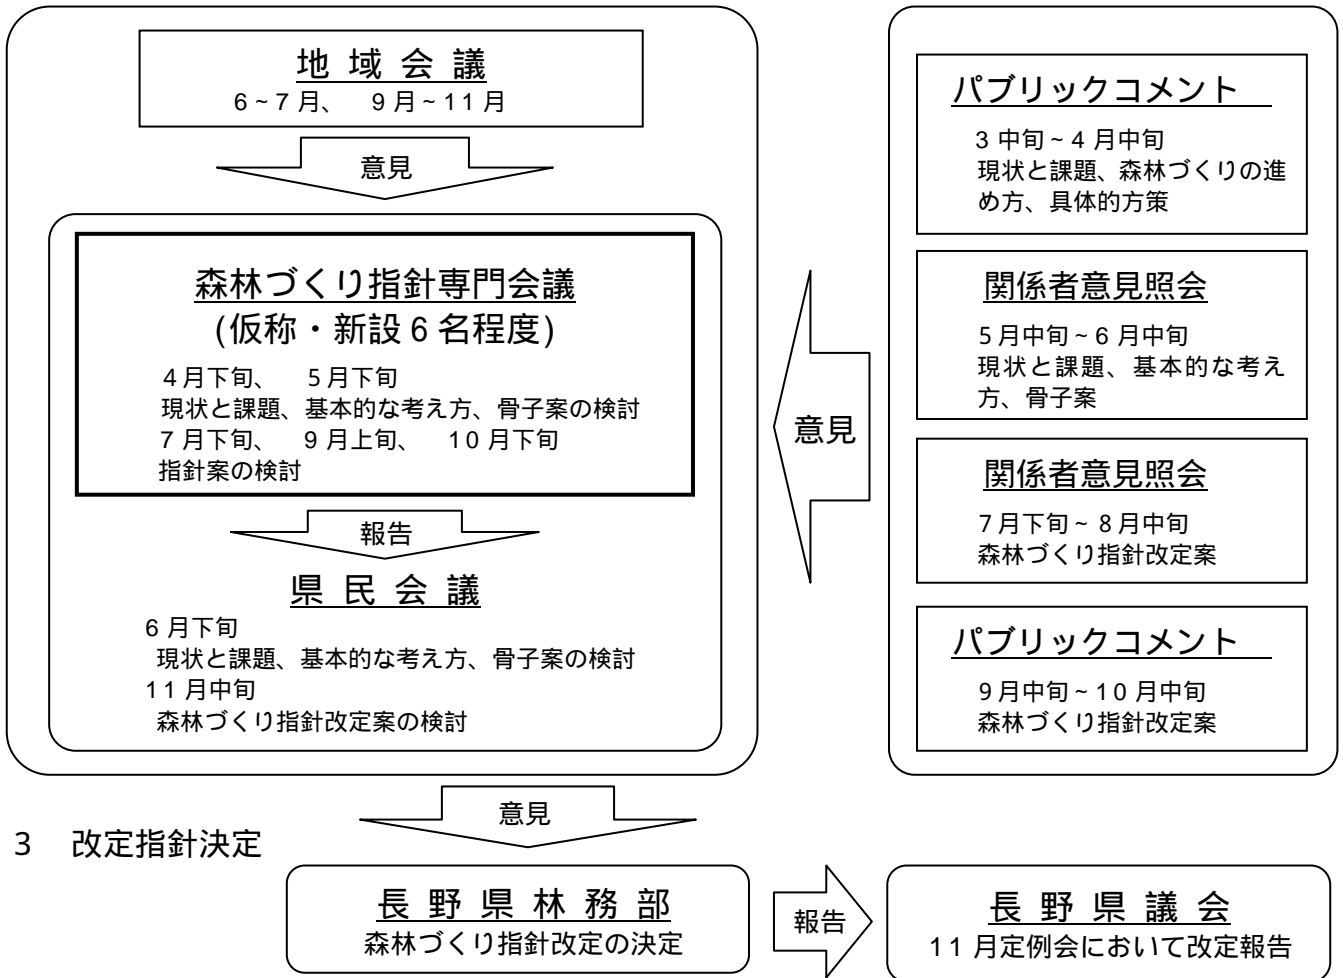 地 域 会 議
6~7月、 9月~11月
意見
森林づくり指針専門会議
(仮称・新設6名程度)
4月下旬、 5月下旬
現状と課題、基本的な考え方、骨子案の検討
7月下旬、 9月上旬、 10月下旬
指針案の検討
報告
県 民 会 議
6月下旬
現状と課題、基本的な考え方、骨子案の検討
11月中旬
森林づくり指針改定案の検討
意見
パブリックコメント
3中旬~4月中旬
現状と課題、森林づくりの進
め方、具体的方策
関係者意見照会
5月中旬~6月中旬
現状と課題、基本的な考え
方、骨子案
関係者意見照会
7月下旬~8月中旬
森林づくり指針改定案
パブリックコメント
9月中旬~10月中旬
森林づくり指針改定案
意見
3 改定指針決定
長 野 県 林 務 部
森林づくり指針改定の決定
報告
長 野 県 議 会
11月定例会において改定報告